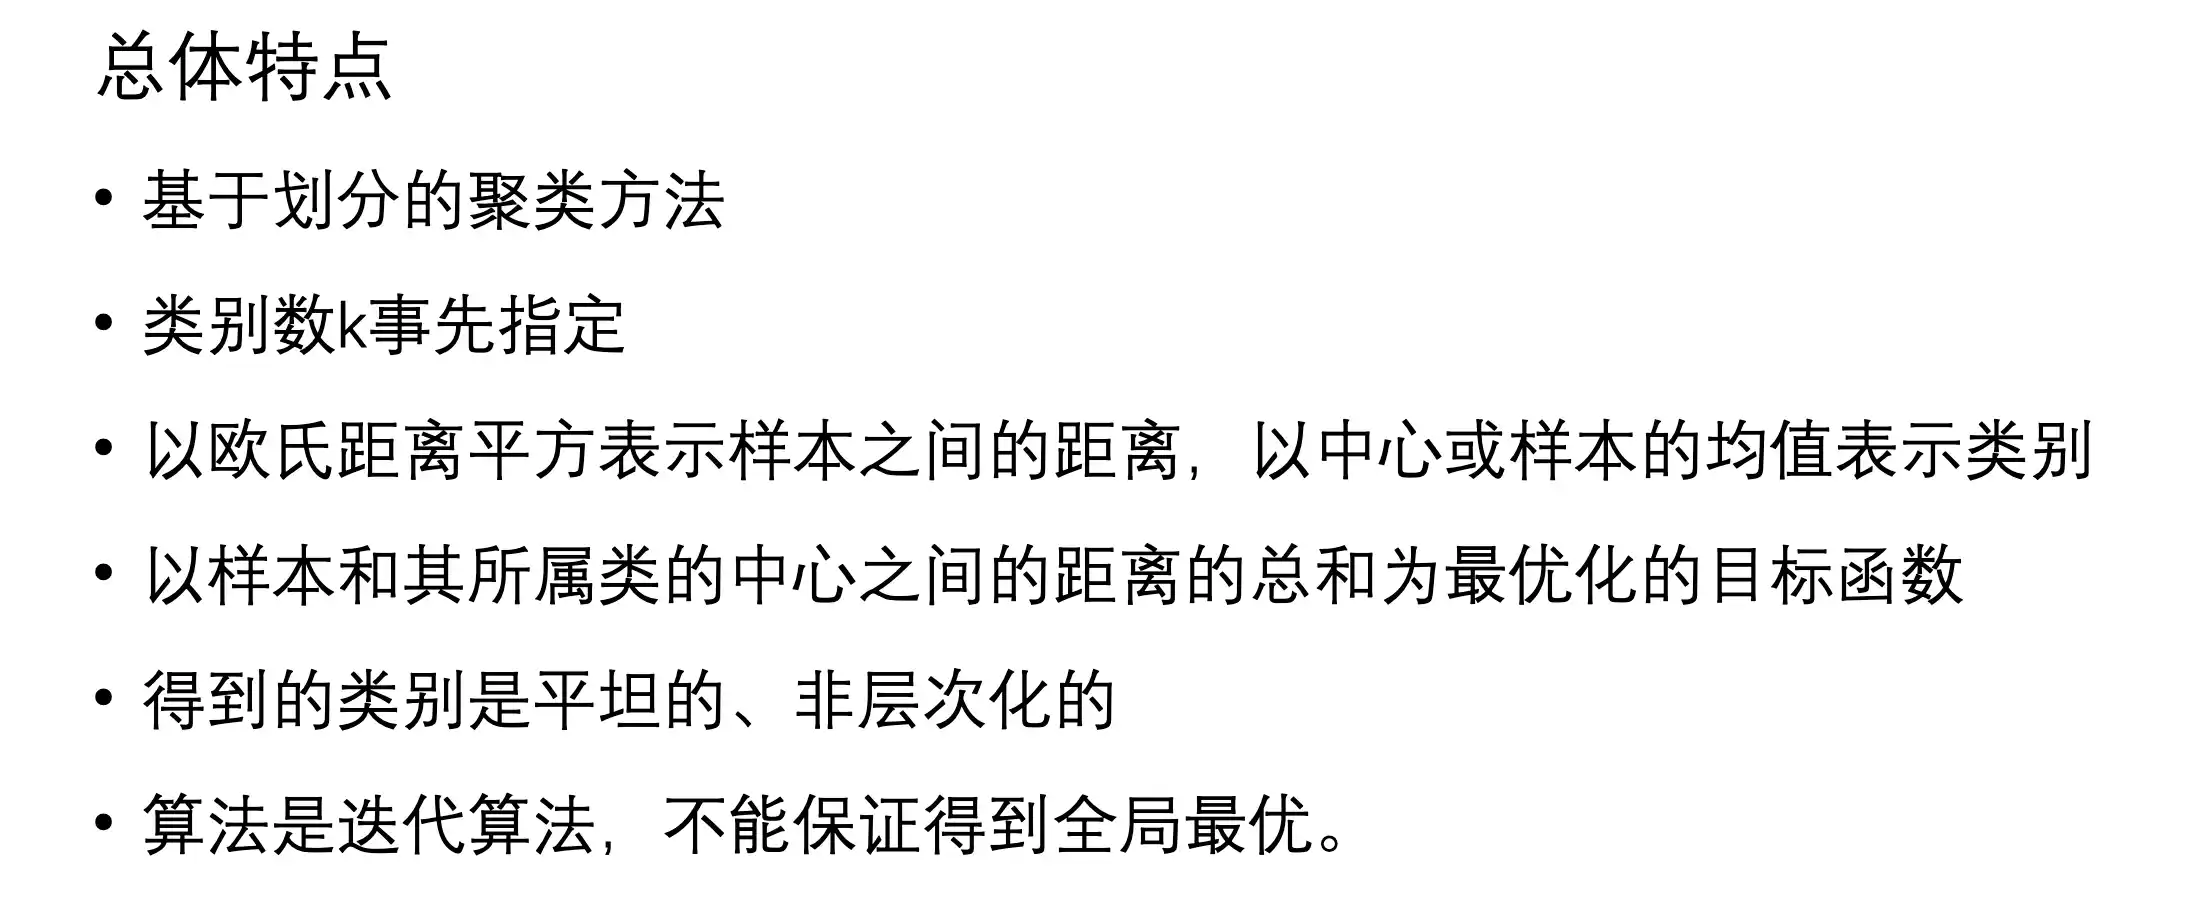 总体特点
• 基于划分的聚类方法
• 类别数k事先指定
• 以欧氏距离平方表示样本之间的距离，以中心或样本的均值表示类别
• 以样本和其所属类的中心之间的距离的总和为最优化的目标函数
• 得到的类别是平坦的、非层次化的
• 算法是迭代算法，不能保证得到全局最优。